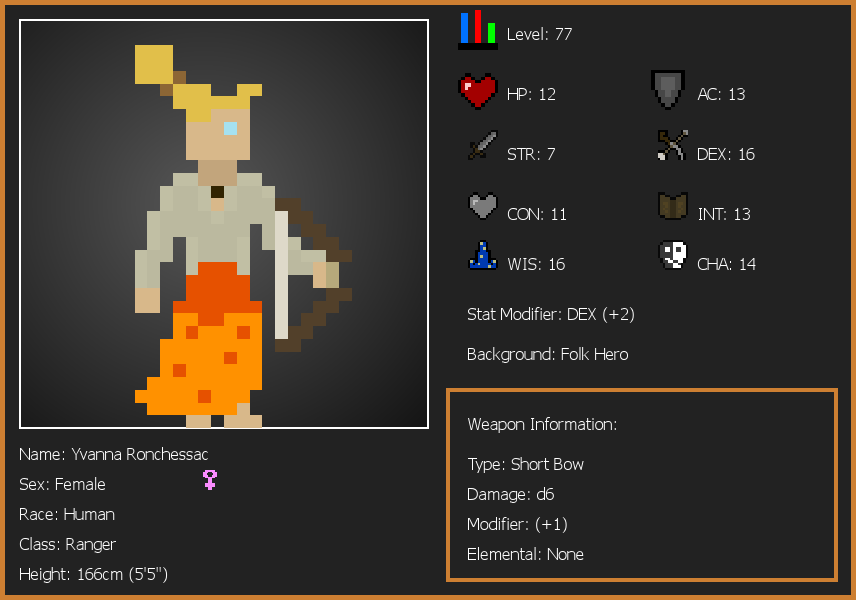 Level: 77
HP: 12
AC: 13
STR: 7
DEX: 16
CON: 11
INT: 13
WIS: 16
CHA: 14
Stat Modifier: DEX (+2)
Background: Folk Hero
Weapon Information:
Type: Short Bow
Damage: d6
Modifier: (+1)
Elemental: None
Name: Yvanna Ronchessac
Sex: Female
Race: Human
Class: Ranger
Height: 166cm (5'5")